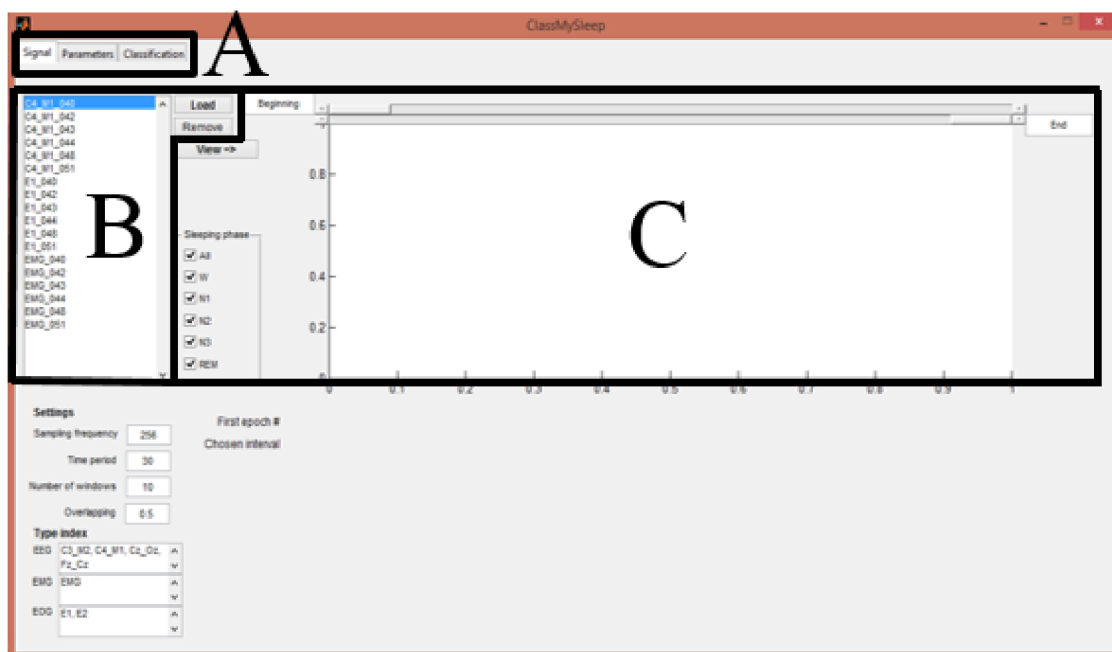 ClassMySleep
Signal Parameters Classification
A
C4_M1_040
C4_M1_042
C4_M1_043
C4_M1_044
C4_M1_048
C4_M1_051
E1_040
E1_042
E1_043
E1_044
E1_048
E1_051
EMG_040
EMG_042
EMG_043
EMG_044
EMG_048
EMG_051
B
Load
Remove
View ->
Beginning
End
Sleeping phase
All
W
N1
N2
N3
REM
C
1
0.8
0.6
0.4
0.2
0
0 0.1 0.2 0.3 0.4 0.5 0.6 0.7 0.8 0.9 1
Settings
Sampling frequency 256
Time period 30
Number of windows 10
Overlapping 0.5
First epoch #
Chosen interval
Type index
EEG C3_M2, C4_M1, Cz_Oz,
Fz_Cz
EMG EMG
EOG E1, E2